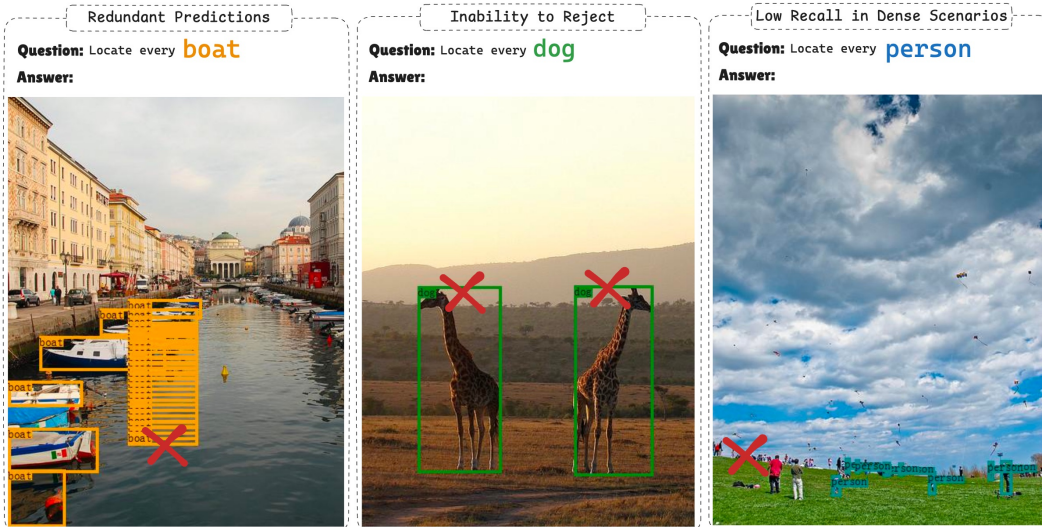 Redundant Predictions
Question: Locate every boat
Answer:
boat
boat
boat
boat
boat
boat
boat
Inability to Reject
Question: Locate every dog
Answer:
dog
dog
Low Recall in Dense Scenarios
Question: Locate every person
Answer:
person
person
person